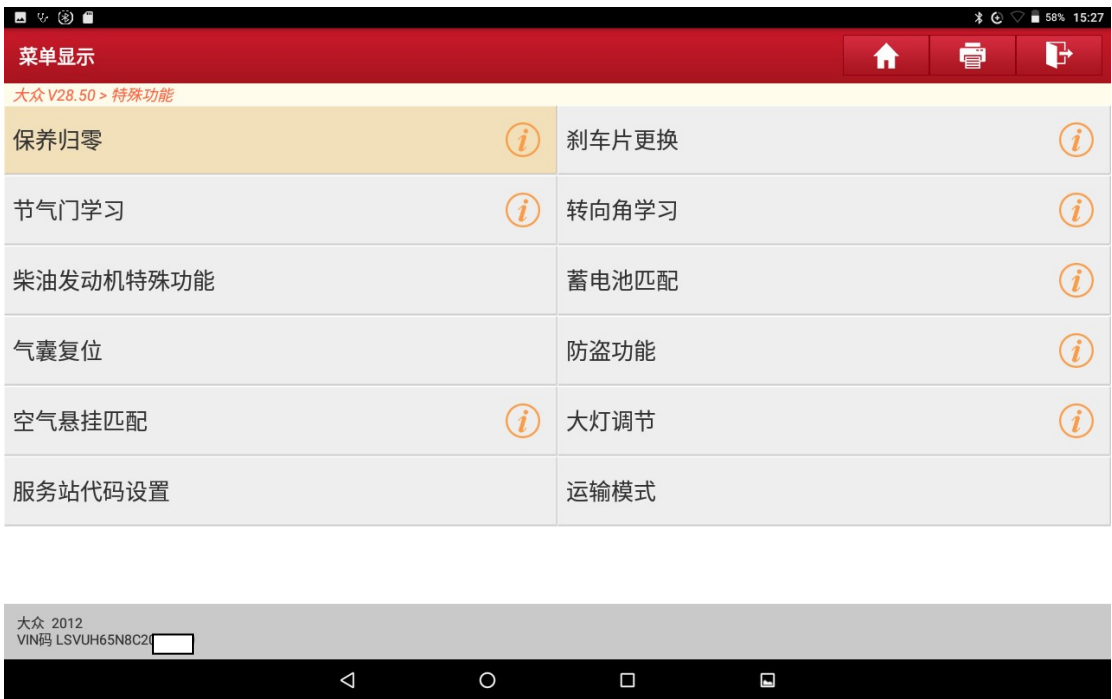 58% 15:27
菜单显示
大众 V28.50 > 特殊功能
保养归零
刹车片更换
节气门学习
转向角学习
柴油发动机特殊功能
蓄电池匹配
气囊复位
防盗功能
空气悬挂匹配
大灯调节
服务站代码设置
运输模式
大众 2012
VIN码 LSVUH65N8C2